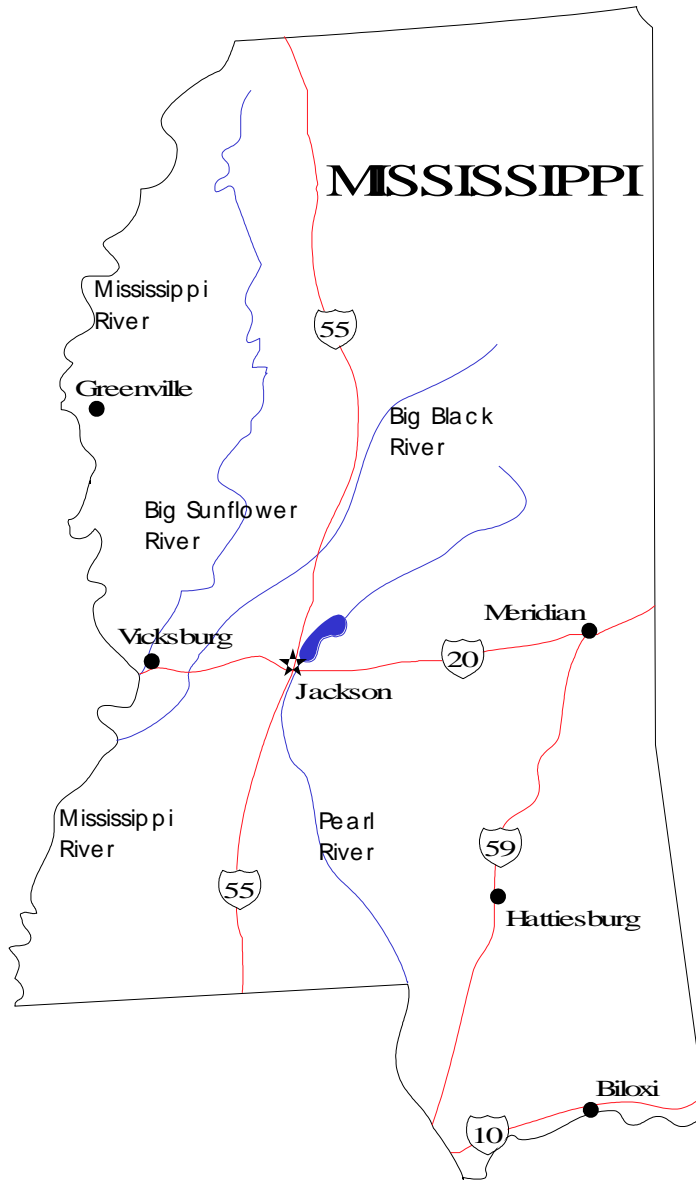 MISSISSIPPI
Mississippi
River
55
Greenville
Big Black
River
Big Sunflower
River
Meridian
Vicksburg
20
Jackson
Mississippi
River
Pearl
River
59
55
Hattiesburg
Biloxi
10